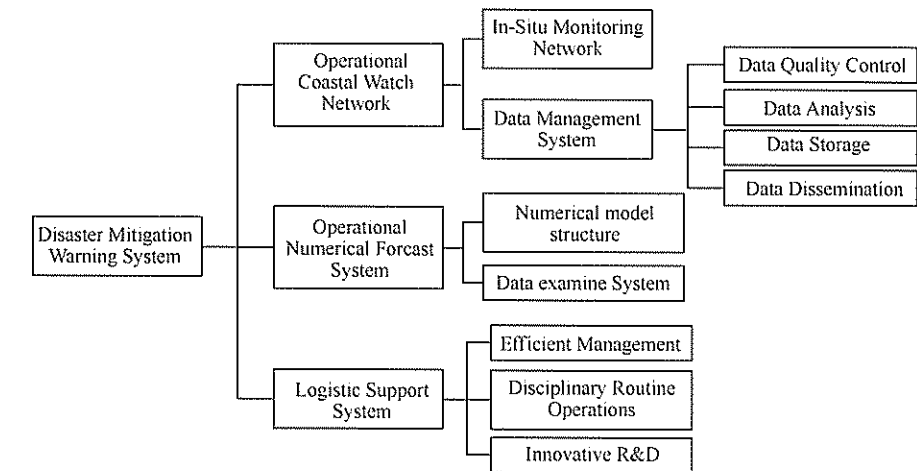 In-Situ Monitoring
Network
Operational
Coastal Watch
Network
Data Quality Control
Data Analysis
Data Management
System
Data Storage
Data Dissemination
Disaster Mitigation
Warning System
Operational
Numerical Forcast
System
Numerical model
structure
Data examine System
Efficient Management
Logistic Support
System
Disciplinary Routine
Operations
Innovative R&D